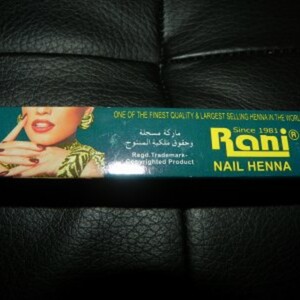 ONE OF THE FINEST QUALITY & LARGEST SELLING HENNA IN THE WORLD
ماركة مسجلة
وحقوق ملكية المنتوج
Regd.Trademark-
Copyrighted Product
Since 1981
Rani®
NAIL HENNA